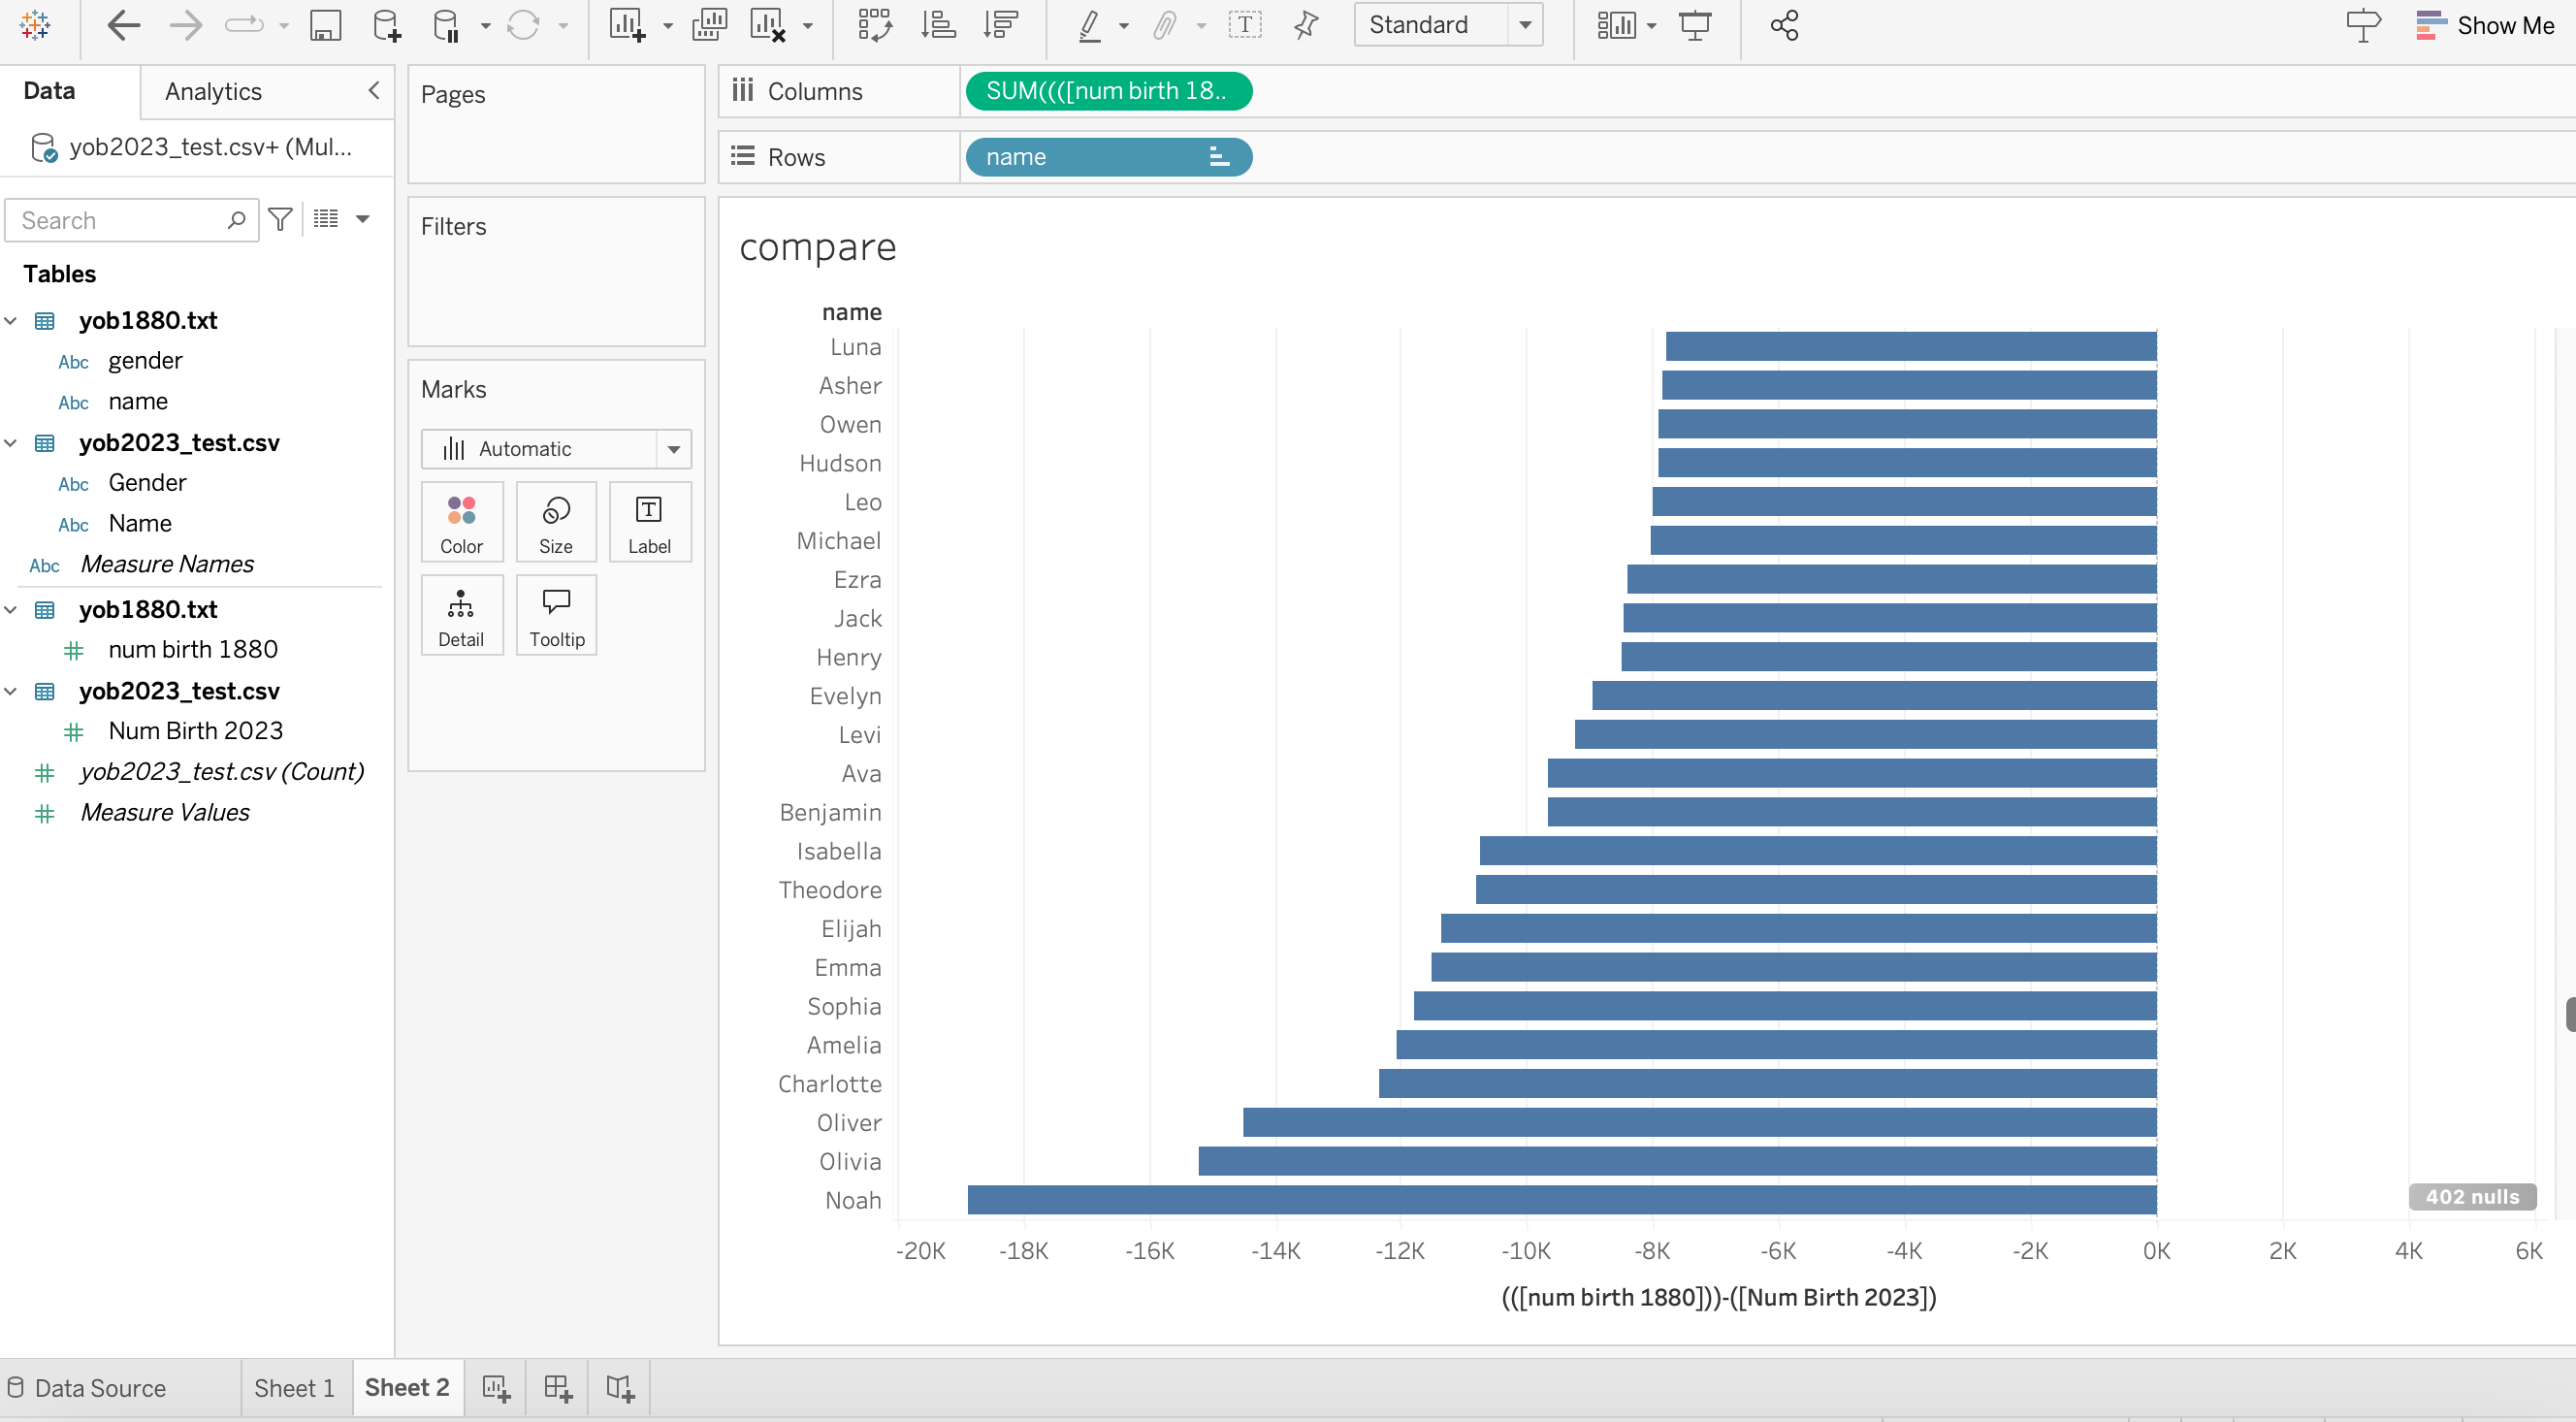 Standard
Show Me
Data
Analytics
yob2023_test.csv+ (Mul...
Search
Tables
yob1880.txt
Abc gender
Abc name
yob2023_test.csv
Abc Gender
Abc Name
Abc Measure Names
yob1880.txt
num birth 1880
yob2023_test.csv
Num Birth 2023
yob2023_test.csv (Count)
Measure Values
Pages
Filters
Marks
Automatic
Color
Size
T
Label
Detail
Tooltip
Columns
SUM((([num birth 18..
Rows
name
compare
name
Luna
Asher
Owen
Hudson
Leo
Michael
Ezra
Jack
Henry
Evelyn
Levi
Ava
Benjamin
Isabella
Theodore
Elijah
Emma
Sophia
Amelia
Charlotte
Oliver
Olivia
Noah
402 nulls
-20K -18K -16K -14K -12K -10K -8K -6K -4K -2K 0K 2K 4K 6K
(([num birth 1880]))-([Num Birth 2023])
Data Source
Sheet 1
Sheet 2